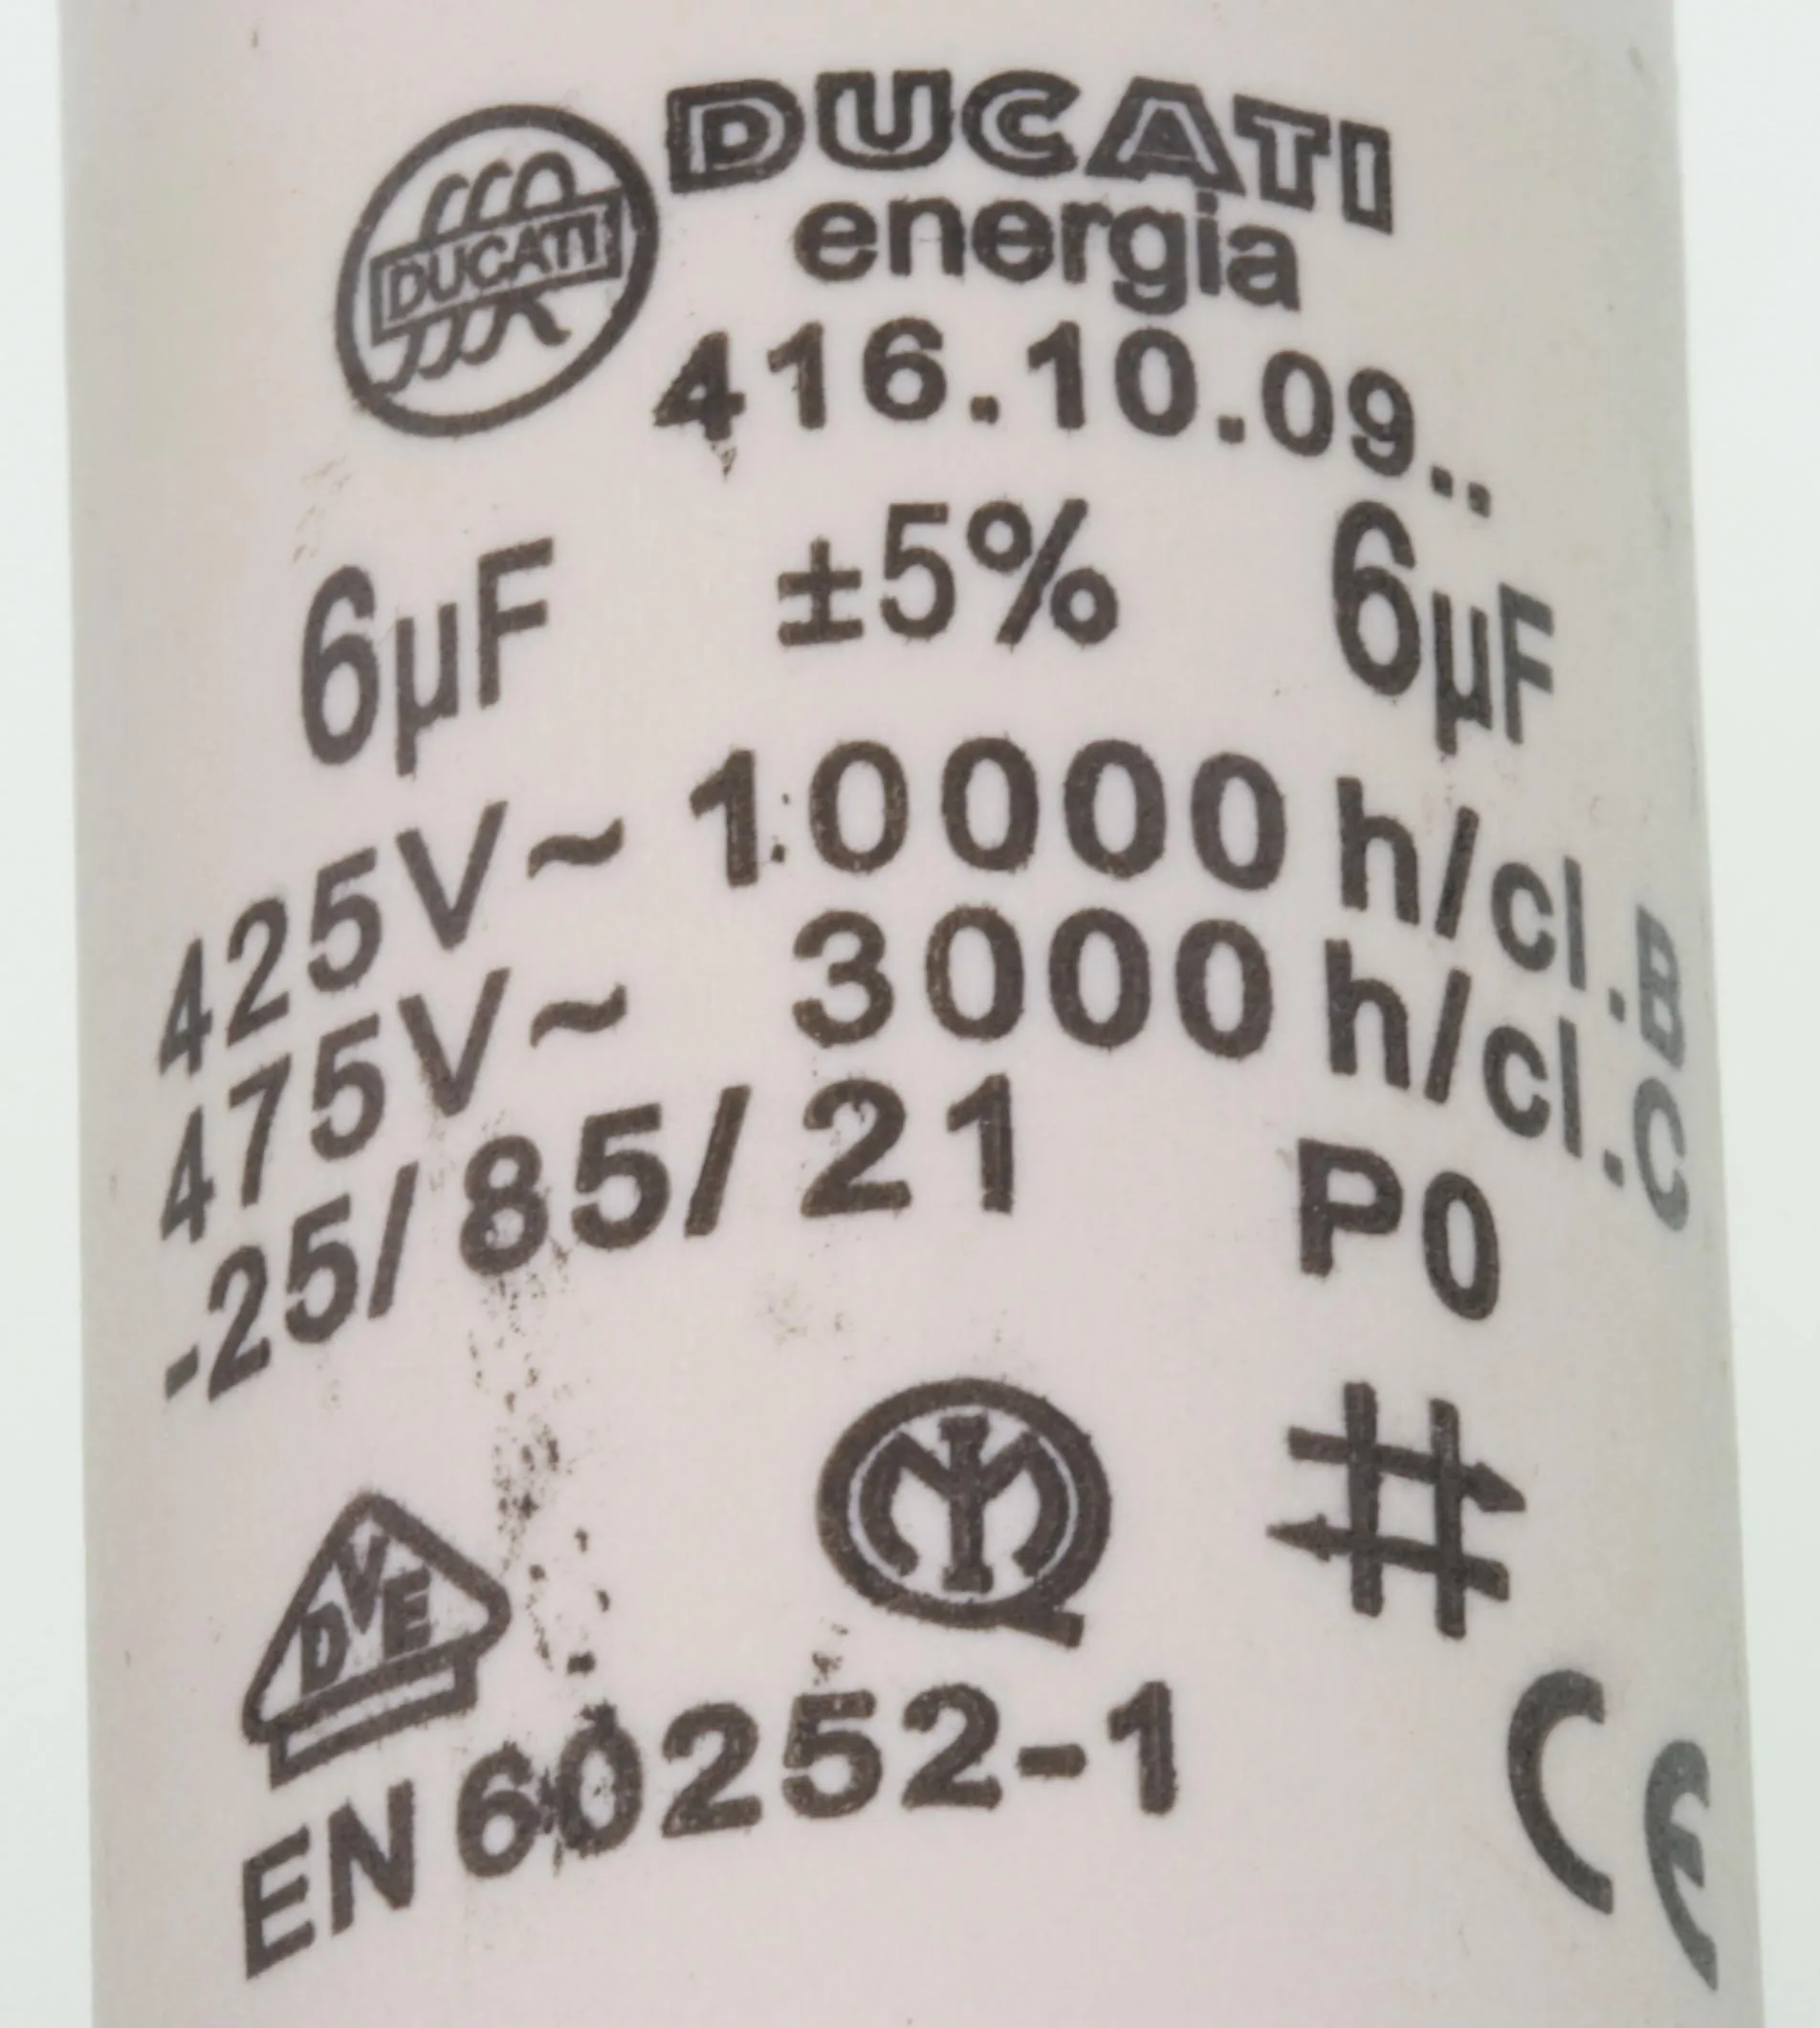 DUCATI
DUCATI
energia
416.10.09..
6µF ±5% 6µF
425V~ 10000 h/cl.B
475V~ 3000 h/cl.C
-25/85/21 P0
DVE
EN 60252-1
CE